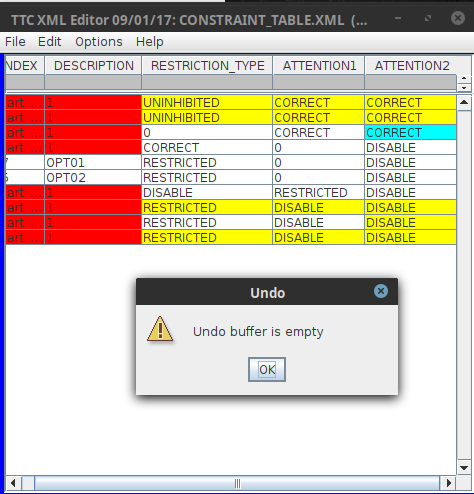 TTC XML Editor 09/01/17: CONSTRAINT_TABLE.XML (...
File Edit Options Help
NDEX DESCRIPTION RESTRICTION_TYPE ATTENTION1 ATTENTION2
art ... 1 UNINHIBITED CORRECT CORRECT
art ... 1 UNINHIBITED CORRECT CORRECT
art ... 1 0 CORRECT CORRECT
art ... 1 CORRECT 0 DISABLE
OPT01 RESTRICTED 0 DISABLE
OPT02 RESTRICTED 0 DISABLE
art ... 1 DISABLE RESTRICTED DISABLE
art ... 1 RESTRICTED DISABLE DISABLE
art ... 1 RESTRICTED DISABLE DISABLE
art ... 1 RESTRICTED DISABLE DISABLE
Undo
Undo buffer is empty
OK